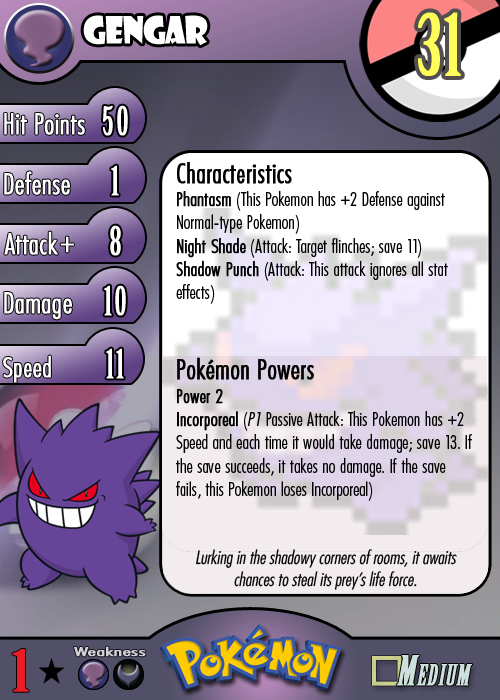 GENGAR
31
Hit Points 50
Defense 1
Attack+ 8
Damage 10
Speed 11
Characteristics
Phantasm (This Pokemon has +2 Defense against
Normal-type Pokemon)
Night Shade (Attack: Target flinches; save 11)
Shadow Punch (Attack: This attack ignores all stat
effects)
Pokémon Powers
Power 2
Incorporeal (P1 Passive Attack: This Pokemon has +2
Speed and each time it would take damage; save 13. If
the save succeeds, it takes no damage. If the save
fails, this Pokemon loses Incorporeal)
Lurking in the shadowy corners of rooms, it awaits
chances to steal its prey's life force.
1 ★ Weakness
POKéMON
MEDIUM